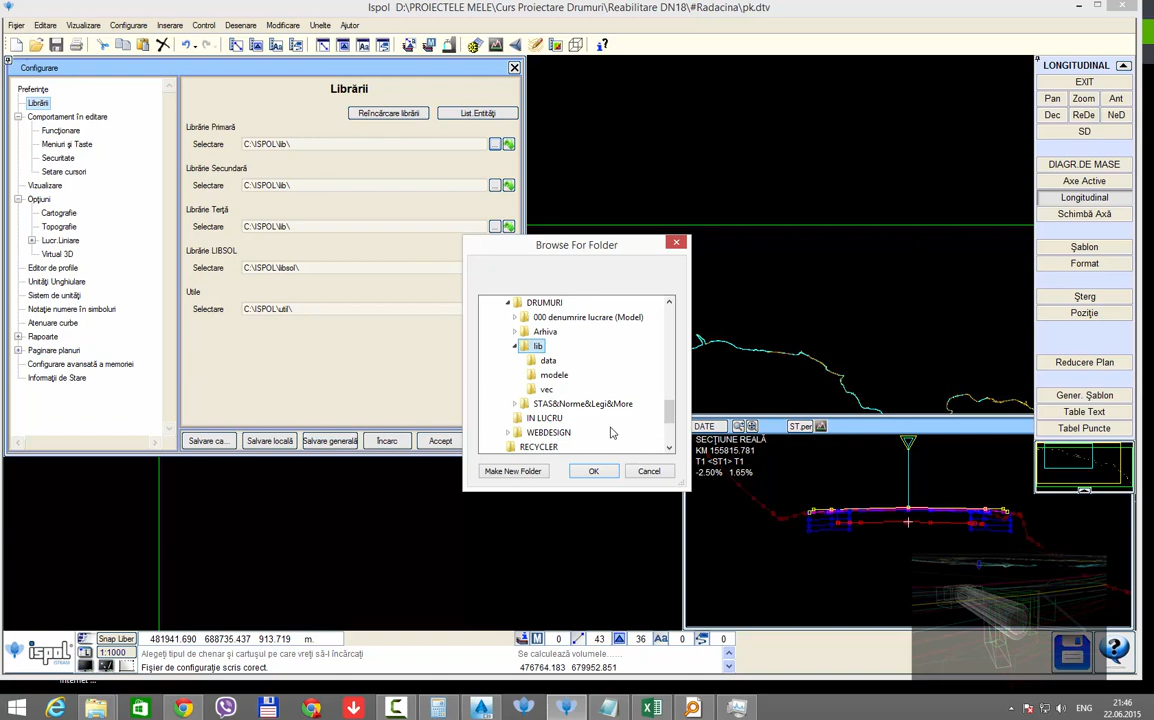 Ispol D:\PROIECTELE MELE\Curs Proiectare Drumuri\Reabilitare DN18\#Radacina\pk.dtv
Fișier Editare Vizualizare Configurare Inserare Control Desenare Modificare Unelte Ajutor
Configurare
Preferințe
Librării
Comportament în editare
Funcționare
Meniuri și Taste
Securitate
Setare cursori
Vizualizare
Opțiuni
Cartografie
Topografie
Lucr.Liniare
Virtual 3D
Editor de profile
Unități Unghiulare
Sistem de unități
Notație numere în simboluri
Atenuare curbe
Rapoarte
Paginare planuri
Configurare avansată a memoriei
Informații de Stare
Librării
Reîncărcare librării List.Entități
Librărie Primară
Selectare C:\ISPOL\lib\ ...
Librărie Secundară
Selectare C:\ISPOL\lib\ ...
Librărie Terță
Selectare C:\ISPOL\lib\ ...
Librărie LIBSOL
Selectare C:\ISPOL\libsol\
Utile
Selectare C:\ISPOL\util\
Salvare ca... Salvare locală Salvare generală Încarc Accept
Browse For Folder
DRUMURI
000 denumrire lucrare (Model)
Arhiva
lib
data
modele
vec
STAS&Norme&Legi&More
IN LUCRU
WEBDESIGN
RECYCLER
Make New Folder OK Cancel
LONGITUDINAL
EXIT
Pan Zoom Ant
Dec ReDe NeD
SD
DIAGR.DE MASE
Axe Active
Longitudinal
Schimbă Axă
Șablon
Format
Șterg
Poziție
Reducere Plan
Gener. Șablon
Table Text
Tabel Puncte
DATE ST.per
SECȚIUNE REALĂ
KM 155815.781
T1 <ST1> T1
-2.50% 1.65%
ispol
Snap Liber
1:1000
481941.690 688735.437 913.719 m.
Alegeți tipul de chenar și cartușul pe care vreți să-l încărcați
Fișier de configurație scris corect.
M 0 43 36 Aa 0 0
Se calculează volumele......
476764.183 679952.851
Internet ...
ENG
21:46
22.06.2015